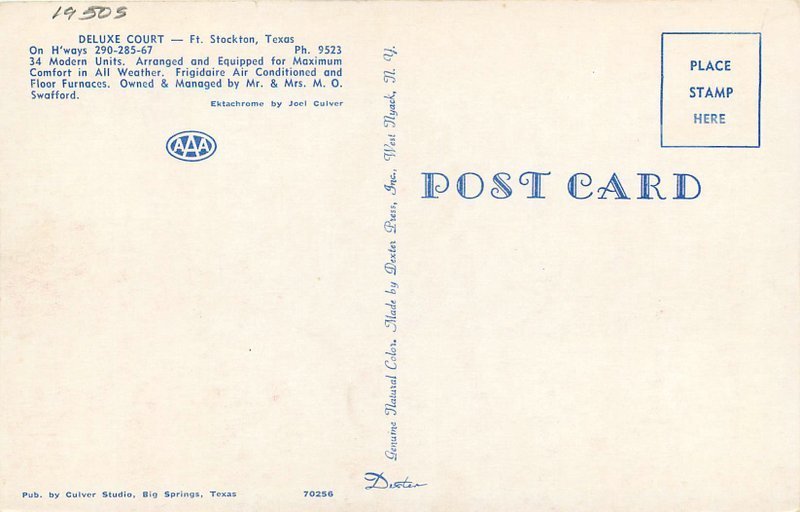 1950s
DELUXE COURT — Ft. Stockton, Texas
On H'ways 290-285-67 Ph. 9523
34 Modern Units. Arranged and Equipped for Maximum
Comfort in All Weather. Frigidaire Air Conditioned and
Floor Furnaces. Owned & Managed by Mr. & Mrs. M. O.
Swafford.
Ektachrome by Joel Culver
AAA
Pub. by Culver Studio, Big Springs, Texas 70256
Genuine Natural Color. Made by Dexter Press, Inc., West Nyack, N. Y.
Dexter
POST CARD
PLACE
STAMP
HERE